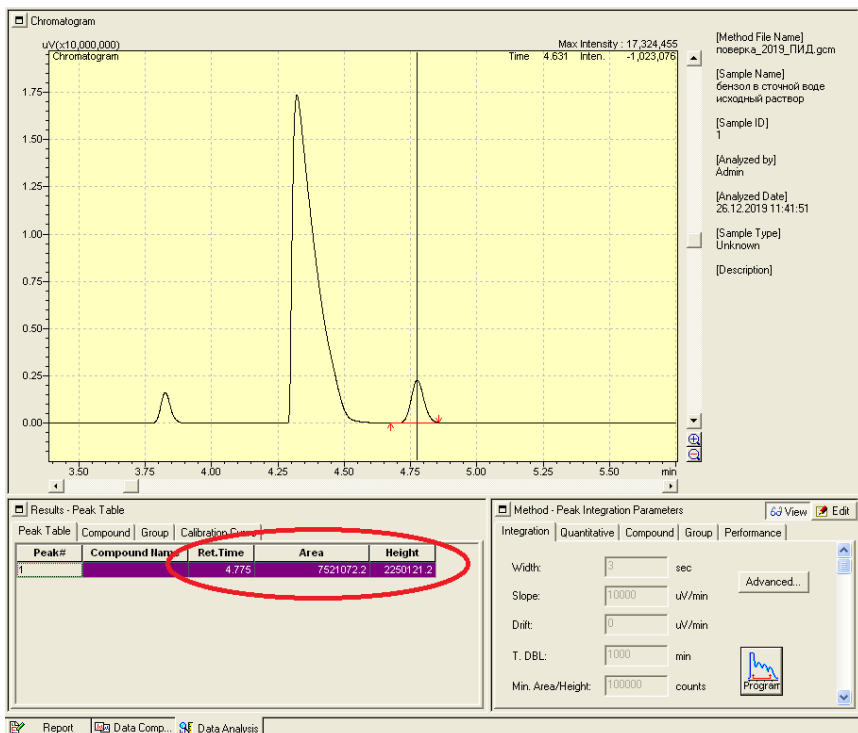 Chromatogram
uV(x10,000,000)
Max Intensity : 17,324,455
Chromatogram
Time 4.631 Inten. -1,023,076
1.75
1.50
1.25
1.00
0.75
0.50
0.25
0.00
3.50 3.75 4.00 4.25 4.50 4.75 5.00 5.25 5.50 min
[Method File Name]
поверка_2019_ПИД.gcm
[Sample Name]
бензол в сточной воде
исходный раствор
[Sample ID]
1
[Analyzed by]
Admin
[Analyzed Date]
26.12.2019 11:41:51
[Sample Type]
Unknown
[Description]
Results - Peak Table
Peak Table Compound Group Calibration Curve
Peak# Compound Name Ret.Time Area Height
1 4.775 7521072.2 2250121.2
Method - Peak Integration Parameters View Edit
Integration Quantitative Compound Group Performance
Width: 3 sec
Advanced...
Slope: 10000 uV/min
Drift: 0 uV/min
T. DBL: 1000 min
Min. Area/Height: 100000 counts
Program
Report Data Comp... Data Analysis